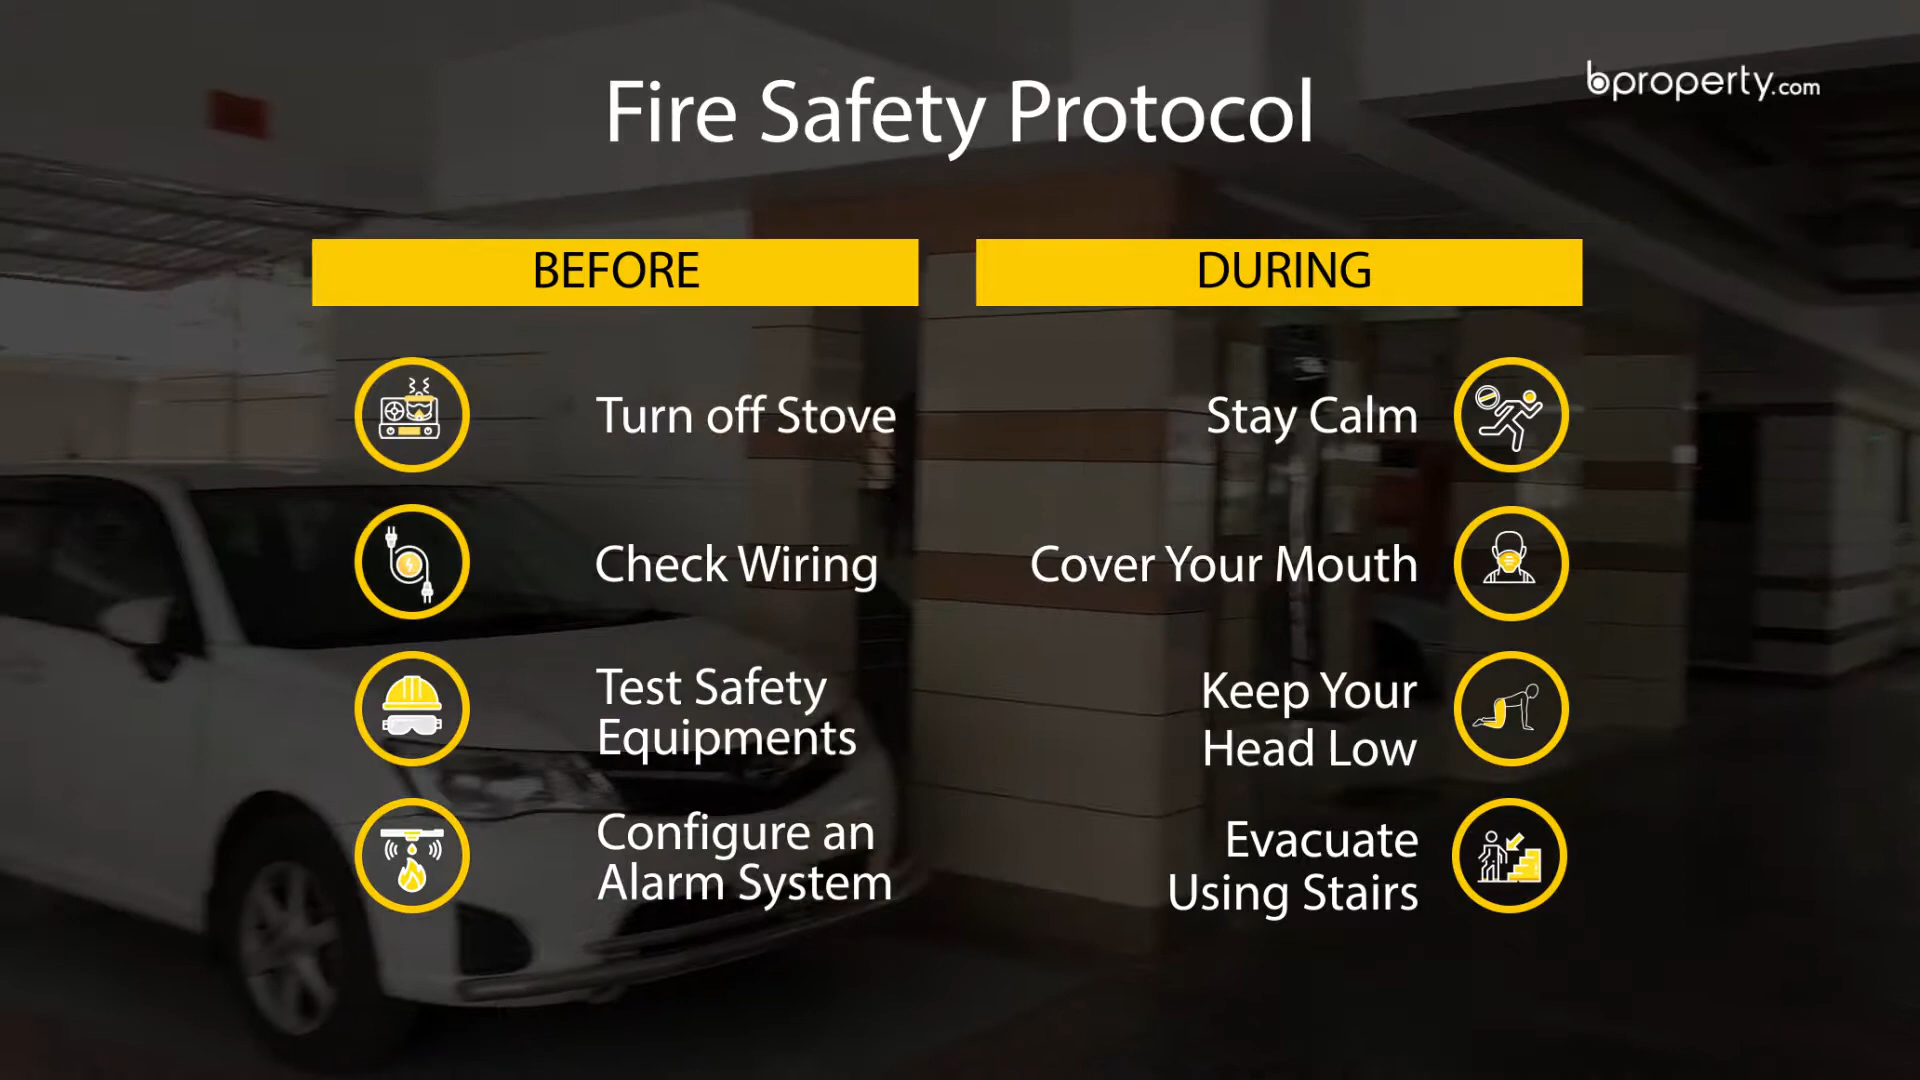 Fire Safety Protocol
bproperty.com
BEFORE
Turn off Stove
Check Wiring
Test Safety
Equipments
Configure an
Alarm System
DURING
Stay Calm
Cover Your Mouth
Keep Your
Head Low
Evacuate
Using Stairs